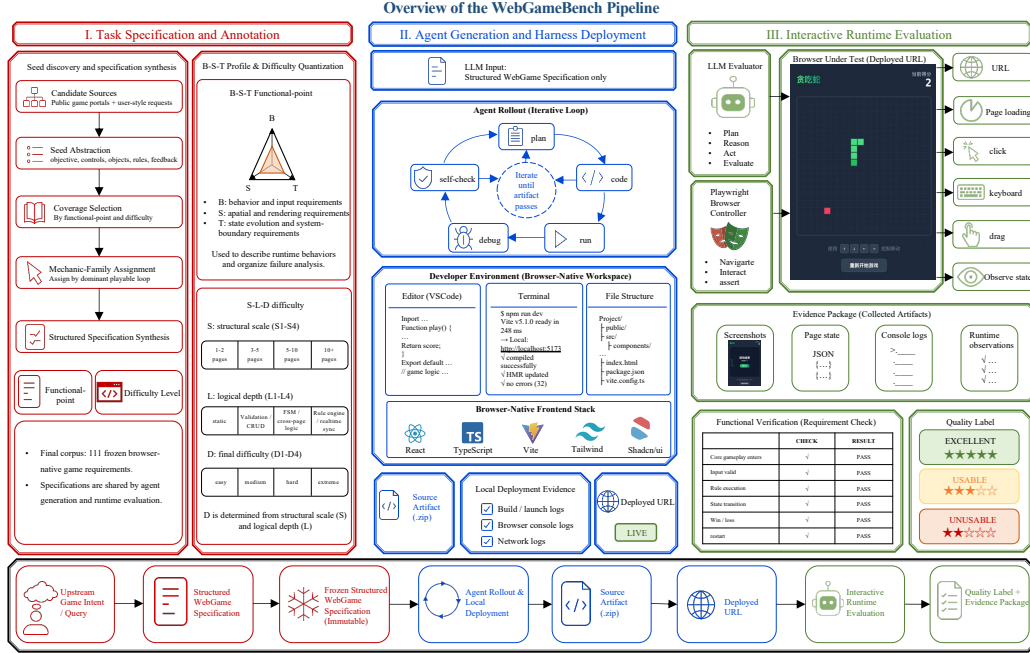 Overview of the WebGameBench Pipeline
I. Task Specification and Annotation
Seed discovery and specification synthesis
Candidate Sources
Public game portals + user-style requests
Seed Abstraction
objective, controls, objects, rules, feedback
Coverage Selection
By functional-point and difficulty
Mechanic-Family Assignment
Assign by dominant playable loop
Structured Specification Synthesis
Functional-
point
Difficulty Level
• Final corpus: 111 frozen browser-
native game requirements.
• Specifications are shared by agent
generation and runtime evaluation.
B-S-T Profile & Difficulty Quantization
B-S-T Functional-point
B
S
T
• B: behavior and input requirements
• S: apatial and rendering requirements
• T: state evolution and system-
boundary requirements
Used to describe runtime behaviors
and organize failure analysis.
S-L-D difficulty
S: structural scale (S1-S4)
1-2 pages
3-5 pages
5-10 pages
10+ pages
L: logical depth (L1-L4)
static
Validation / CRUD
FSM / cross-page logic
Rule engine / realtime sync
D: final difficulty (D1-D4)
easy
medium
hard
extreme
D is determined from structural scale (S)
and logical depth (L)
II. Agent Generation and Harness Deployment
LLM Input:
Structured WebGame Specification only
Agent Rollout (Iterative Loop)
plan
self-check
Iterate
until
artifact
passes
code
debug
run
Developer Environment (Browser-Native Workspace)
Editor (VSCode)
Inport …
Function play() {
…
Return score;
}
Export default …
// game logic …
Terminal
$ npm run dev
Vite v5.1.0 ready in
248 ms
→ Local:
http://localhost:5173
√ compiled
successfully
√ HMR updated
√ no errors (32)
File Structure
Project/
├ public/
├ src/
├ components/
…
├ index.html
├ package.json
├ vite.config.ts
Browser-Native Frontend Stack
TS
React
TypeScript
Vite
Tailwind
Shadcn/ui
Source
Artifact
(.zip)
Local Deployment Evidence
Build / launch logs
Browser console logs
Network logs
Deployed URL
LIVE
III. Interactive Runtime Evaluation
LLM Evaluator
• Plan
• Reason
• Act
• Evaluate
Playwright
Browser
Controller
• Navigarte
• Interact
• assert
Browser Under Test (Deployed URL)
贪吃蛇
当前得分
2
重新开始游戏
URL
Page loading
click
keyboard
drag
Observe state
Evidence Package (Collected Artifacts)
Screenshots
Page state
JSON
{…}
{…}
Console logs
>.____
.____
.____
Runtime
observations
√ …
√ …
√ …
Functional Verification (Requirement Check)
CHECK
RESULT
Core gameplay enters √ PASS
Input valid √ PASS
Rule execution √ PASS
State transition √ PASS
Win / loss √ PASS
restart √ PASS
Quality Label
EXCELLENT
★★★★★
USABLE
★★★☆☆
UNUSABLE
★★☆☆☆
Upstream
Game Intent
/ Query
Structured
WebGame
Specification
Frozen Structured
WebGame
Specification
(Immutable)
Agent Rollout &
Local
Deployment
Source
Artifact
(.zip)
Deployed
URL
Interactive
Runtime
Evaluation
Quality Label +
Evidence Package